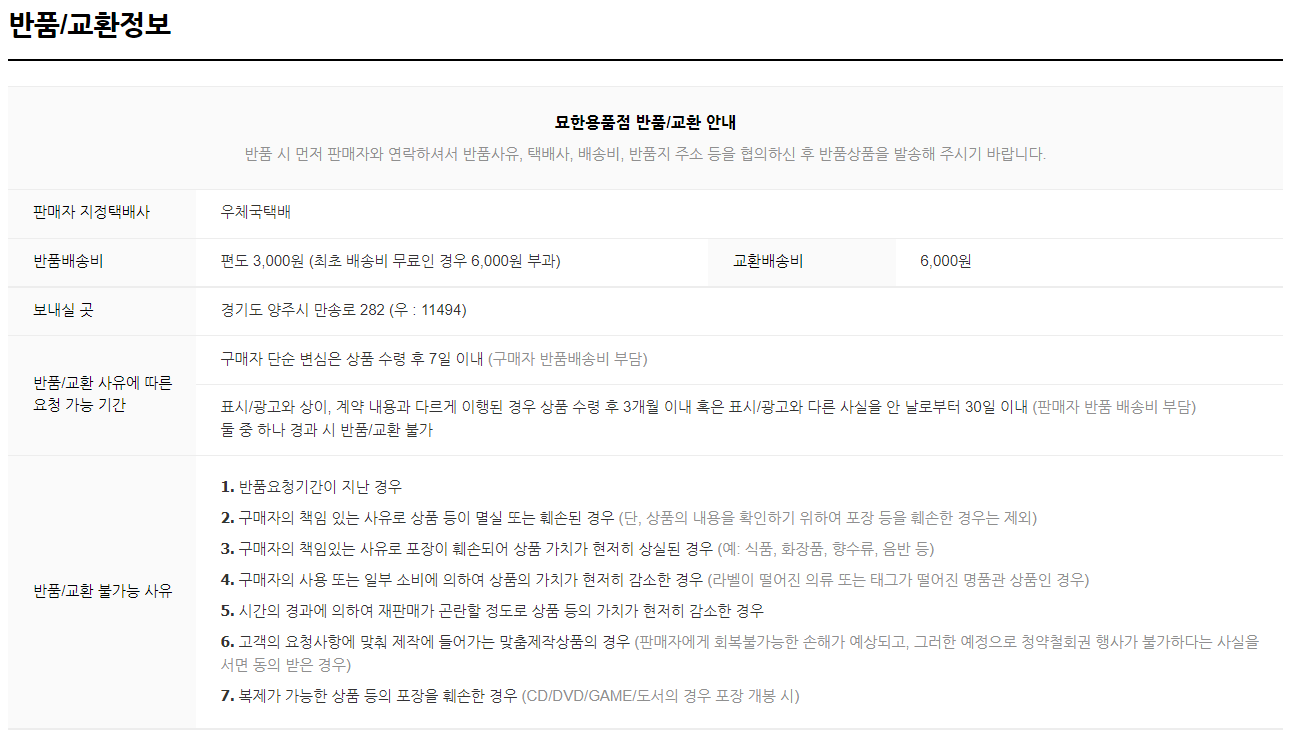 반품/교환정보
묘한용품점 반품/교환 안내
반품 시 먼저 판매자와 연락하셔서 반품사유, 택배사, 배송비, 반품지 주소 등을 협의하신 후 반품상품을 발송해 주시기 바랍니다.
판매자 지정택배사 우체국택배
반품배송비 편도 3,000원 (최초 배송비 무료인 경우 6,000원 부과) 교환배송비 6,000원
보내실 곳 경기도 양주시 만송로 282 (우 : 11494)
반품/교환 사유에 따른
요청 가능 기간
구매자 단순 변심은 상품 수령 후 7일 이내 (구매자 반품배송비 부담)
표시/광고와 상이, 계약 내용과 다르게 이행된 경우 상품 수령 후 3개월 이내 혹은 표시/광고와 다른 사실을 안 날로부터 30일 이내 (판매자 반품 배송비 부담)
둘 중 하나 경과 시 반품/교환 불가
반품/교환 불가능 사유
1. 반품요청기간이 지난 경우
2. 구매자의 책임 있는 사유로 상품 등이 멸실 또는 훼손된 경우 (단, 상품의 내용을 확인하기 위하여 포장 등을 훼손한 경우는 제외)
3. 구매자의 책임있는 사유로 포장이 훼손되어 상품 가치가 현저히 상실된 경우 (예: 식품, 화장품, 향수류, 음반 등)
4. 구매자의 사용 또는 일부 소비에 의하여 상품의 가치가 현저히 감소한 경우 (라벨이 떨어진 의류 또는 태그가 떨어진 명품관 상품인 경우)
5. 시간의 경과에 의하여 재판매가 곤란할 정도로 상품 등의 가치가 현저히 감소한 경우
6. 고객의 요청사항에 맞춰 제작에 들어가는 맞춤제작상품의 경우 (판매자에게 회복불가능한 손해가 예상되고, 그러한 예정으로 청약철회권 행사가 불가하다는 사실을
서면 동의 받은 경우)
7. 복제가 가능한 상품 등의 포장을 훼손한 경우 (CD/DVD/GAME/도서의 경우 포장 개봉 시)